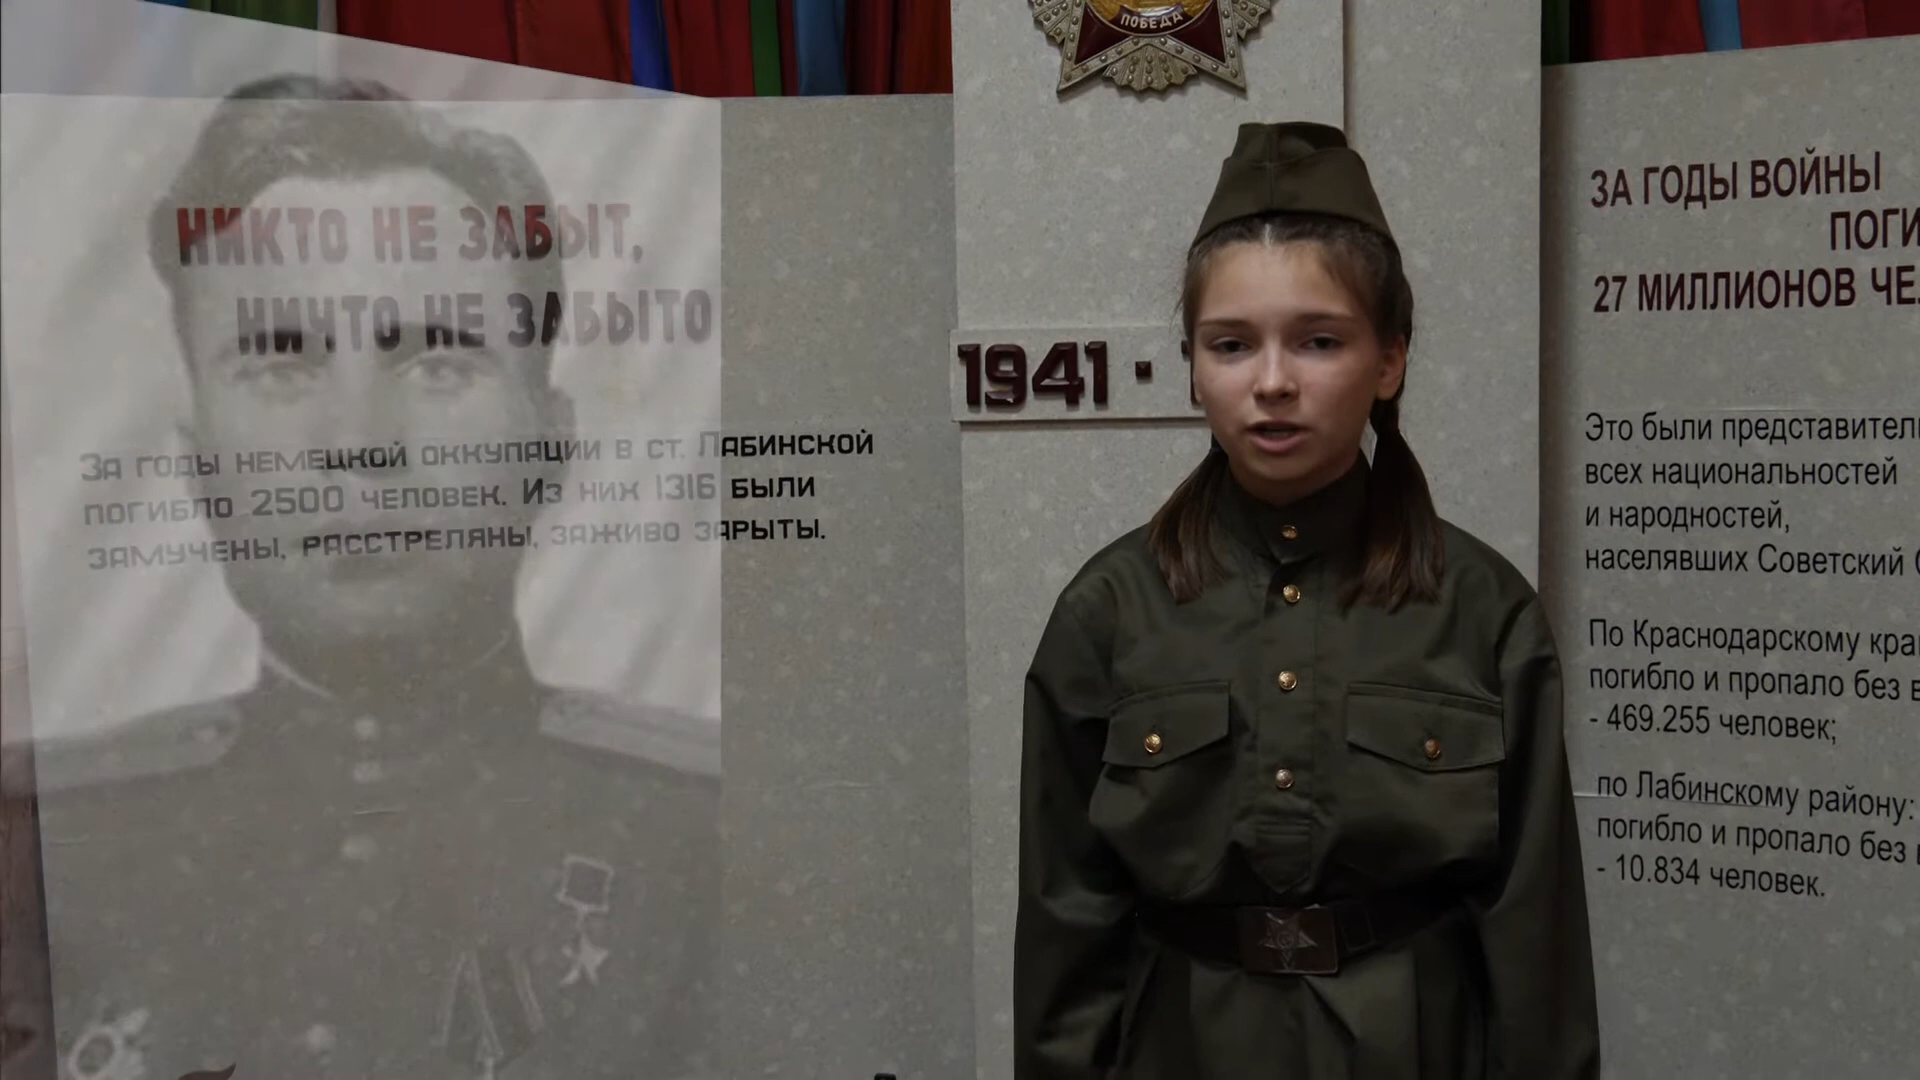 ПОБЕДА
НИКТО НЕ ЗАБЫТ,
НИЧТО НЕ ЗАБЫТО
За годы немецкой оккупации в ст. Лабинской
погибло 2500 человек. Из них 1316 были
замучены, расстреляны, заживо зарыты.
1941 ·
ЗА ГОДЫ ВОЙНЫ
ПОГИ
27 МИЛЛИОНОВ ЧЕ
Это были представител
всех национальностей
и народностей,
населявших Советский
По Краснодарскому кра
погибло и пропало без в
- 469.255 человек;
по Лабинскому району:
погибло и пропало без
- 10.834 человек.